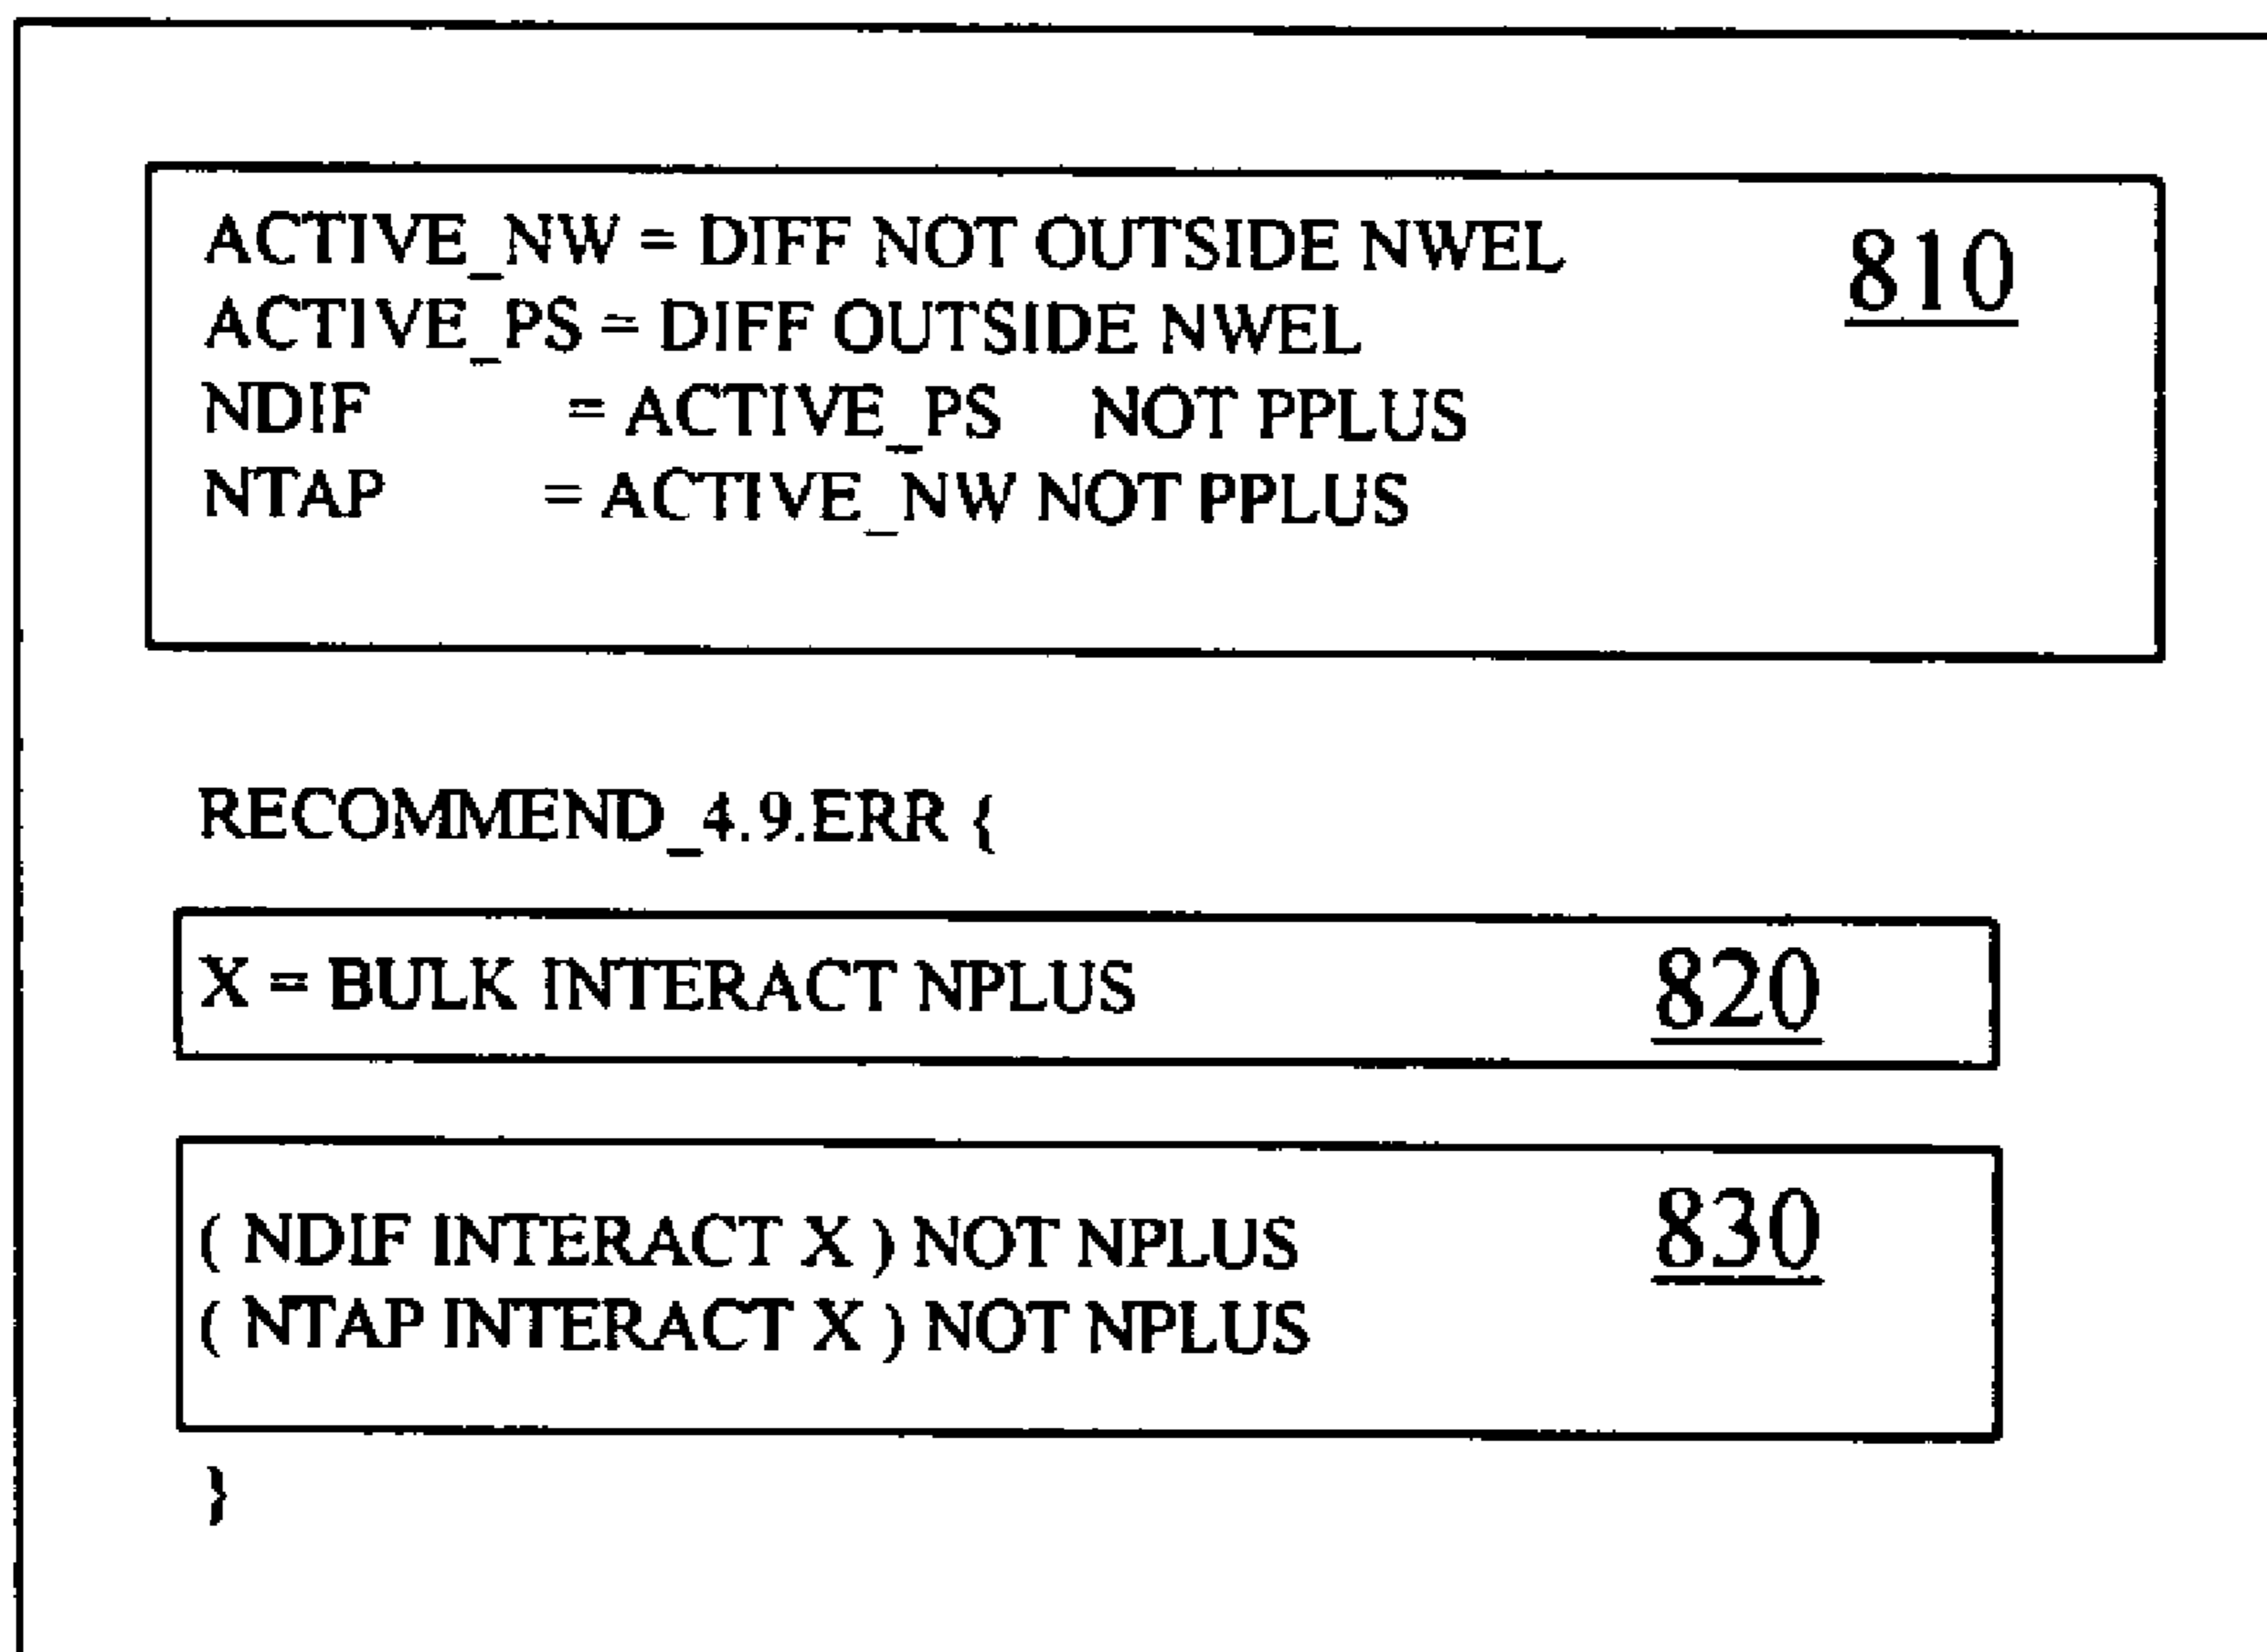 ACTIVE_NW = DIFF NOT OUTSIDE NWEL 810
ACTIVE_PS = DIFF OUTSIDE NWEL
NDIF = ACTIVE_PS NOT PPLUS
NTAP = ACTIVE_NW NOT PPLUS
RECOMMEND_4.9.ERR {
X = BULK INTERACT NPLUS 820
( NDIF INTERACT X ) NOT NPLUS 830
( NTAP INTERACT X ) NOT NPLUS
}